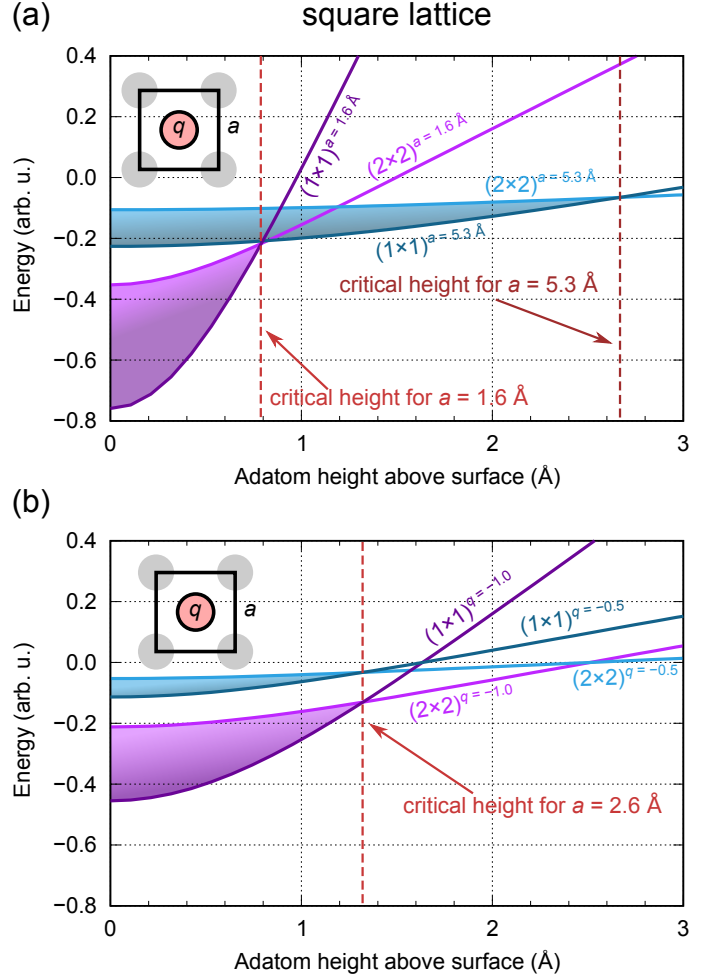 (a) square lattice
0.4
0.2
0.0
−0.2
−0.4
−0.6
−0.8
Energy (arb. u.)
q
a
(1×1)a = 1.6 Å
(2×2)a = 1.6 Å
(2×2)a = 5.3 Å
(1×1)a = 5.3 Å
critical height for a = 5.3 Å
critical height for a = 1.6 Å
0 1 2 3
Adatom height above surface (Å)
(b)
0.4
0.2
0.0
−0.2
−0.4
−0.6
−0.8
Energy (arb. u.)
q
a
(1×1)q = −1.0
(1×1)q = −0.5
(2×2)q = −0.5
(2×2)q = −1.0
critical height for a = 2.6 Å
0 1 2 3
Adatom height above surface (Å)